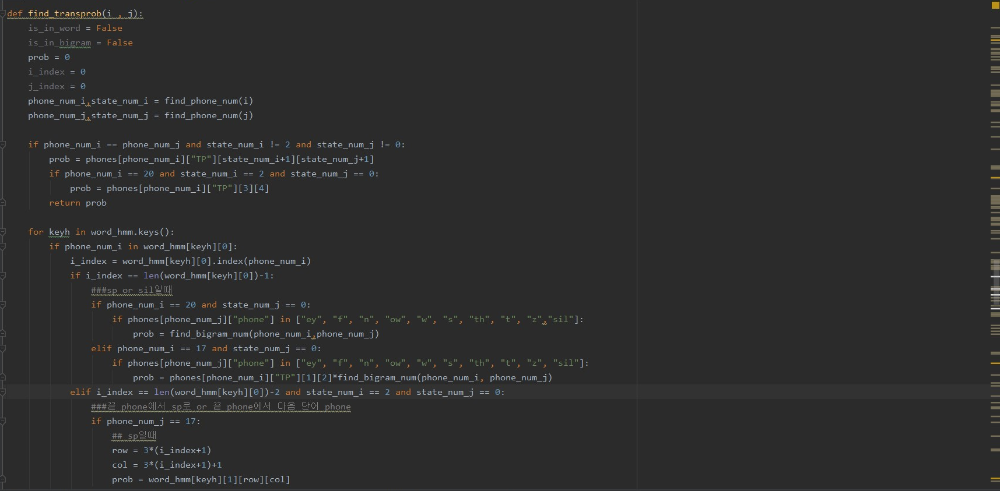 def find_transprob(i , j):
    is_in_word = False
    is_in_bigram = False
    prob = 0
    i_index = 0
    j_index = 0
    phone_num_i,state_num_i = find_phone_num(i)
    phone_num_j,state_num_j = find_phone_num(j)

    if phone_num_i == phone_num_j and state_num_i != 2 and state_num_j != 0:
        prob = phones[phone_num_i]["TP"][state_num_i+1][state_num_j+1]
        if phone_num_i == 20 and state_num_i == 2 and state_num_j == 0:
            prob = phones[phone_num_i]["TP"][3][4]
        return prob

    for keyh in word_hmm.keys():
        if phone_num_i in word_hmm[keyh][0]:
            i_index = word_hmm[keyh][0].index(phone_num_i)
            if i_index == len(word_hmm[keyh][0])-1:
                ###sp or sil일때
                if phone_num_i == 20 and state_num_j == 0:
                    if phones[phone_num_j]["phone"] in ["ey", "f", "n", "ow", "w", "s", "th", "t", "z","sil"]:
                        prob = find_bigram_num(phone_num_i,phone_num_j)
                elif phone_num_i == 17 and state_num_j == 0:
                    if phones[phone_num_j]["phone"] in ["ey", "f", "n", "ow", "w", "s", "th", "t", "z", "sil"]:
                        prob = phones[phone_num_i]["TP"][1][2]*find_bigram_num(phone_num_i, phone_num_j)
            elif i_index == len(word_hmm[keyh][0])-2 and state_num_i == 2 and state_num_j == 0:
                ###끝 phone에서 sp로 or 끝 phone에서 다음 단어 phone
                if phone_num_j == 17:
                    ## sp일때
                    row = 3*(i_index+1)
                    col = 3*(i_index+1)+1
                    prob = word_hmm[keyh][1][row][col]